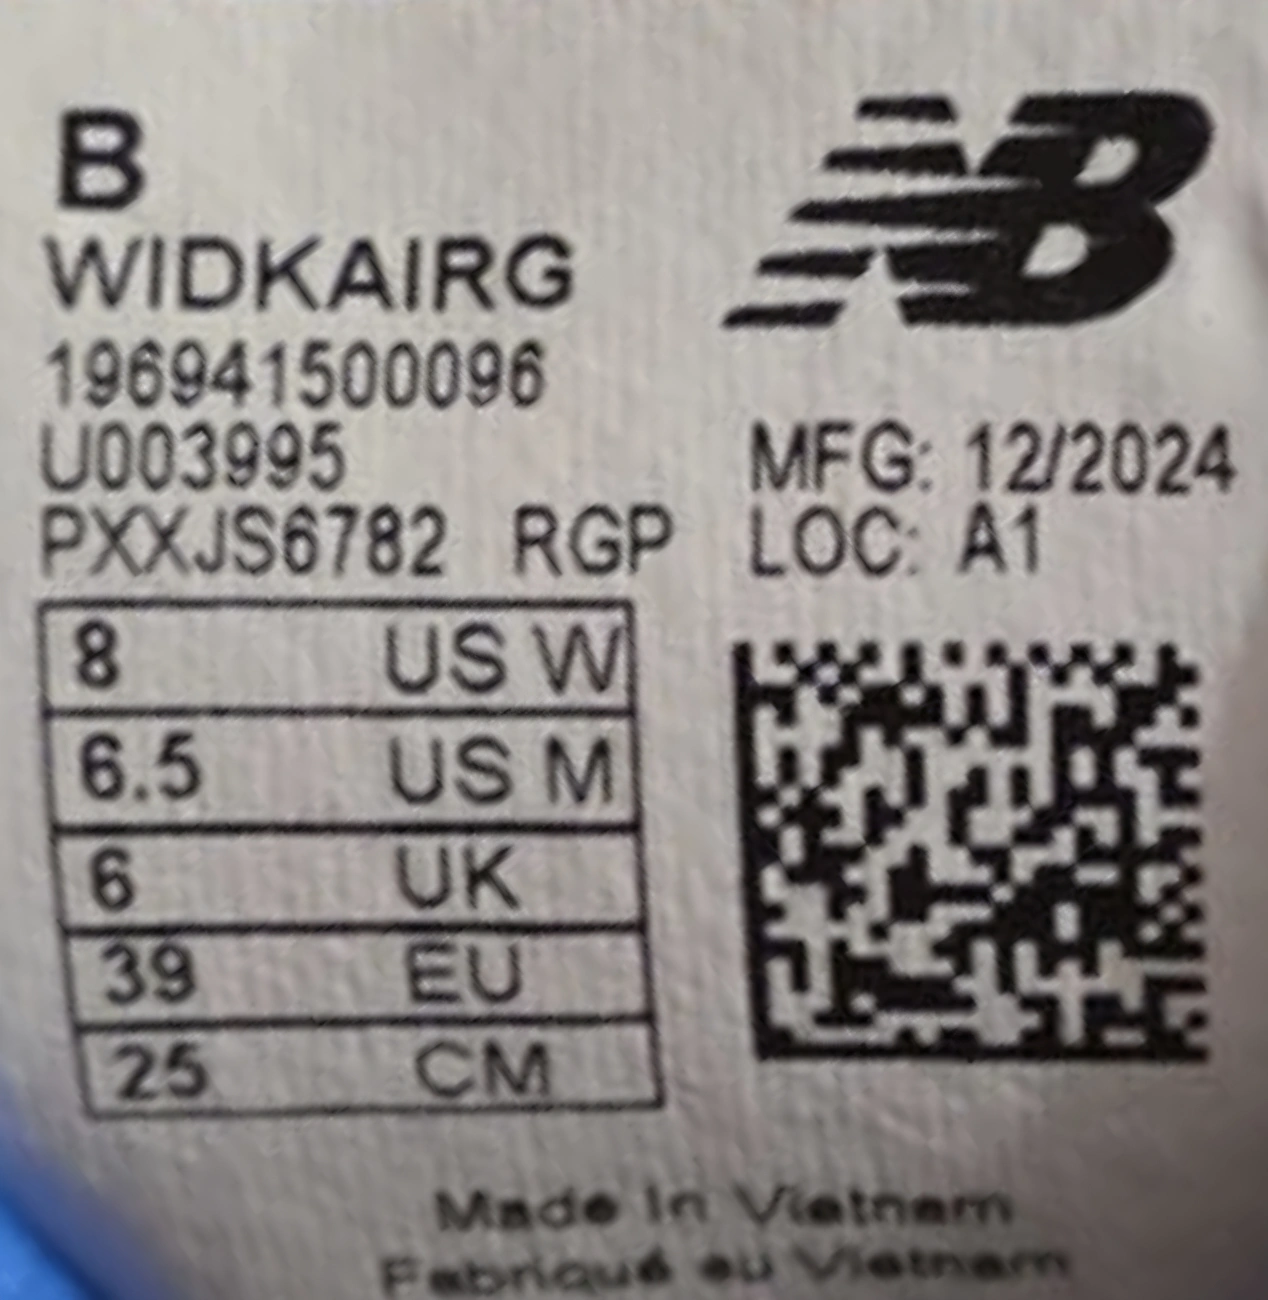 B
WIDKAIRG
196941500096
U003995
PXXJS6782 RGP
NB
MFG: 12/2024
LOC: A1
8 US W
6.5 US M
6 UK
39 EU
25 CM
Made In Vietnam
Fabriqué au Vietnam